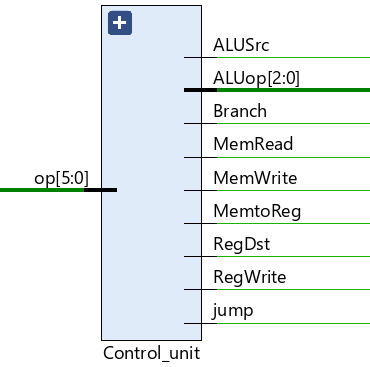 ALUSrc
ALUop[2:0]
Branch
MemRead
op[5:0]
MemWrite
MemtoReg
RegDst
RegWrite
jump
Control_unit